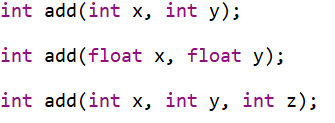 int add(int x, int y);
int add(float x, float y);
int add(int x, int y, int z);